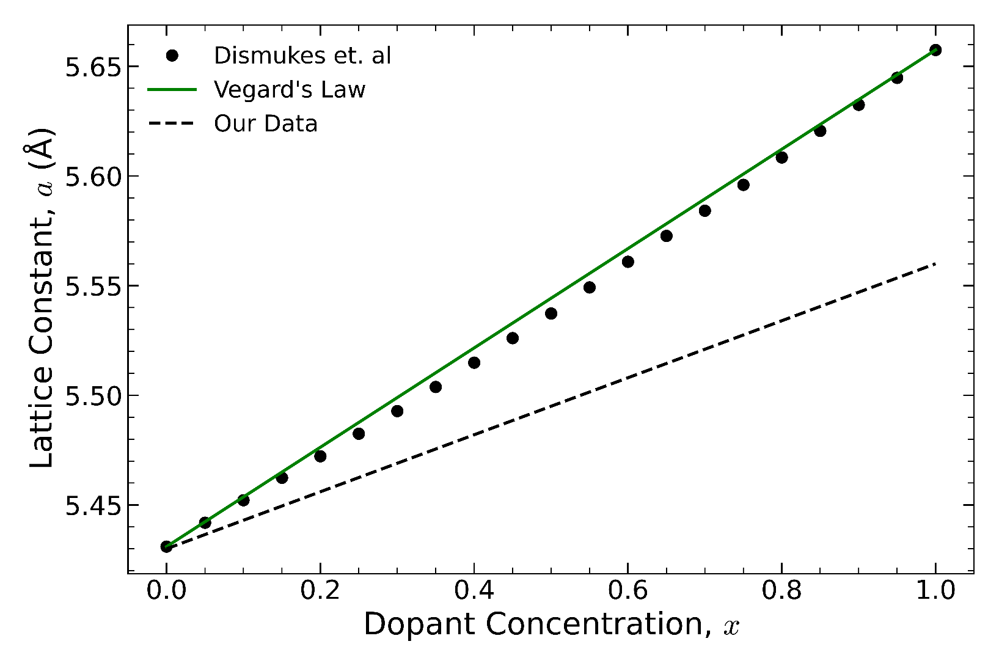 Dismukes et. al
Vegard's Law
Our Data
Lattice Constant, a (Å)
5.65
5.60
5.55
5.50
5.45
0.0 0.2 0.4 0.6 0.8 1.0
Dopant Concentration, x